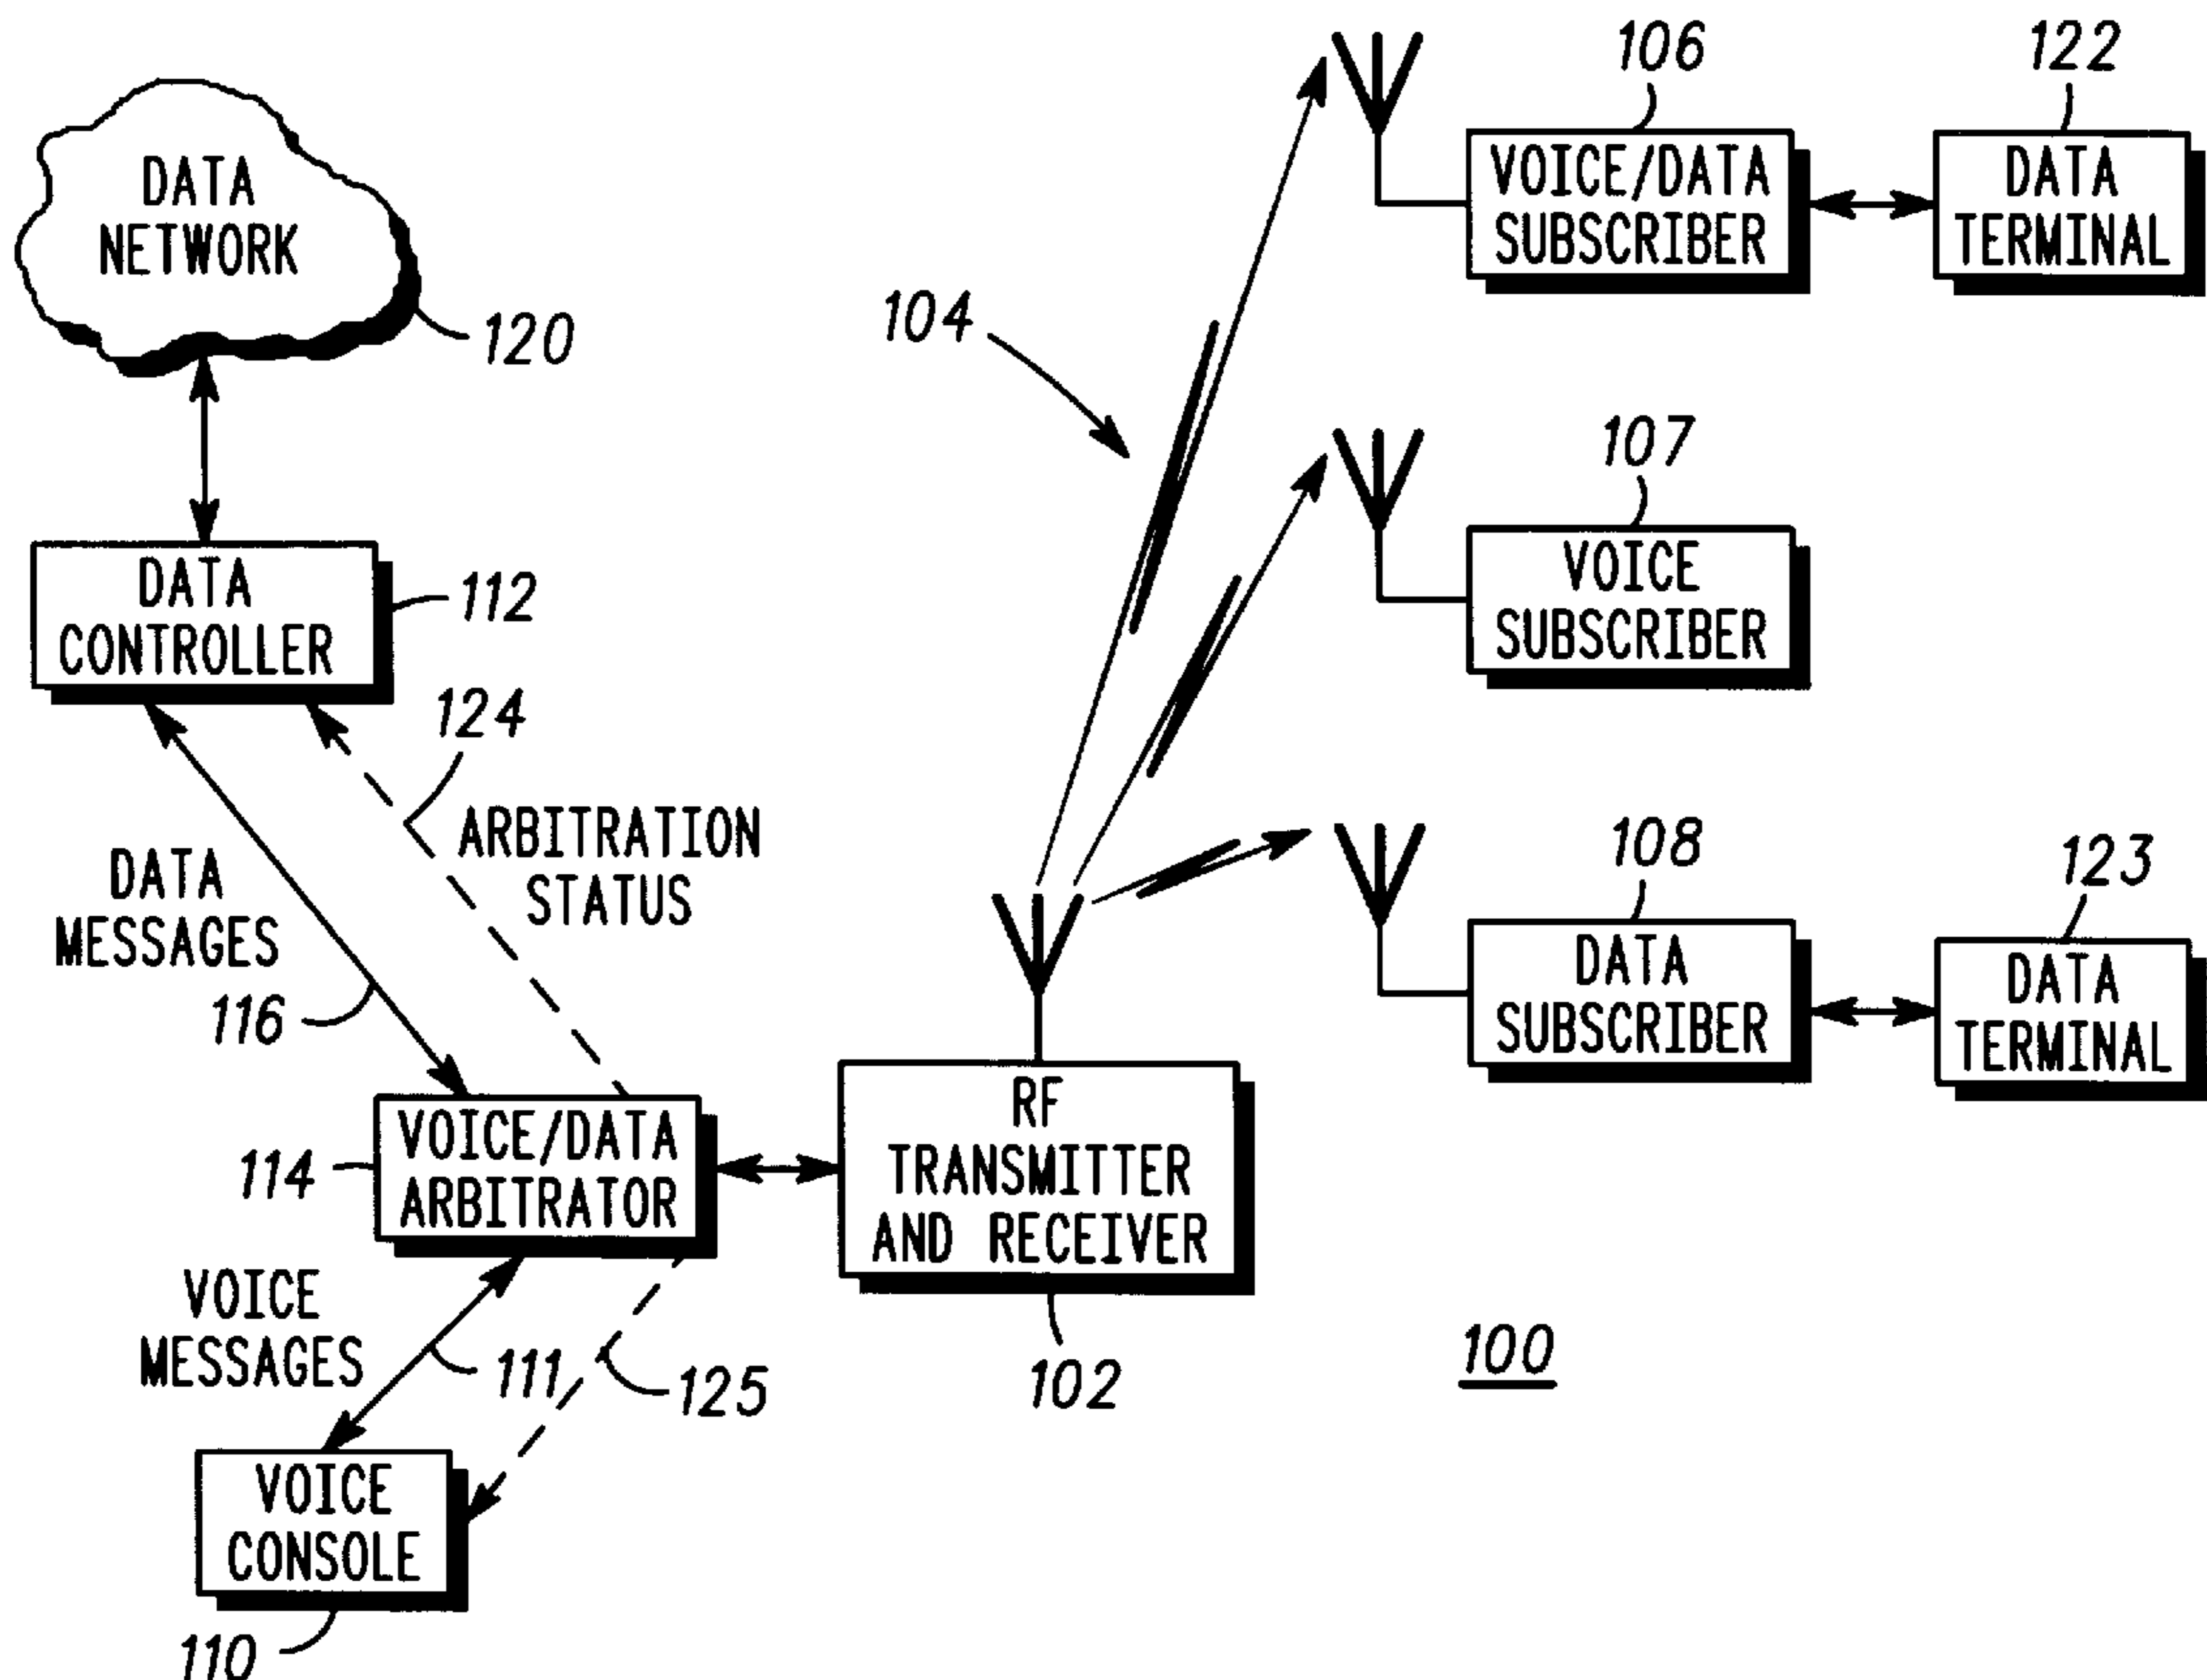 106
122
DATA
NETWORK
VOICE/DATA
SUBSCRIBER
DATA
TERMINAL
104
120
107
DATA
CONTROLLER
112
VOICE
SUBSCRIBER
124
ARBITRATION
STATUS
DATA
MESSAGES
116
108
123
DATA
SUBSCRIBER
DATA
TERMINAL
114
VOICE/DATA
ARBITRATOR
RF
TRANSMITTER
AND RECEIVER
VOICE
MESSAGES
111
125
102
100
VOICE
CONSOLE
110